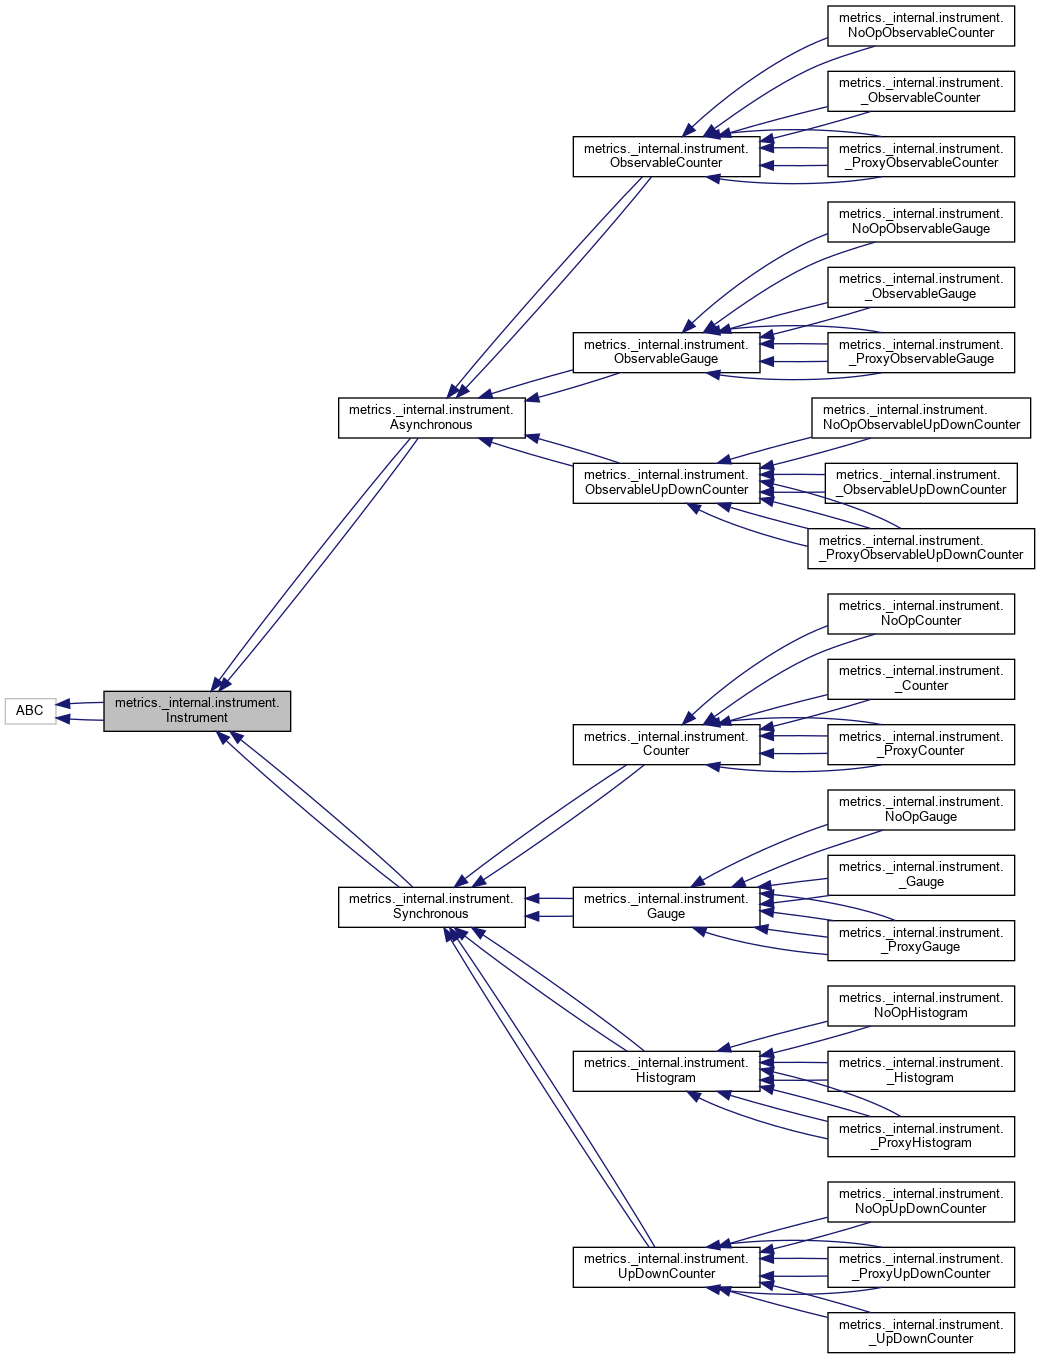 metrics._internal.instrument.
NoOpObservableCounter
metrics._internal.instrument.
_ObservableCounter
metrics._internal.instrument.
ObservableCounter
metrics._internal.instrument.
_ProxyObservableCounter
metrics._internal.instrument.
NoOpObservableGauge
metrics._internal.instrument.
_ObservableGauge
metrics._internal.instrument.
ObservableGauge
metrics._internal.instrument.
_ProxyObservableGauge
metrics._internal.instrument.
Asynchronous
metrics._internal.instrument.
NoOpObservableUpDownCounter
metrics._internal.instrument.
ObservableUpDownCounter
metrics._internal.instrument.
_ObservableUpDownCounter
metrics._internal.instrument.
_ProxyObservableUpDownCounter
metrics._internal.instrument.
NoOpCounter
metrics._internal.instrument.
_Counter
ABC
metrics._internal.instrument.
Instrument
metrics._internal.instrument.
Counter
metrics._internal.instrument.
_ProxyCounter
metrics._internal.instrument.
NoOpGauge
metrics._internal.instrument.
_Gauge
metrics._internal.instrument.
Synchronous
metrics._internal.instrument.
Gauge
metrics._internal.instrument.
_ProxyGauge
metrics._internal.instrument.
NoOpHistogram
metrics._internal.instrument.
Histogram
metrics._internal.instrument.
_Histogram
metrics._internal.instrument.
_ProxyHistogram
metrics._internal.instrument.
NoOpUpDownCounter
metrics._internal.instrument.
UpDownCounter
metrics._internal.instrument.
_ProxyUpDownCounter
metrics._internal.instrument.
_UpDownCounter